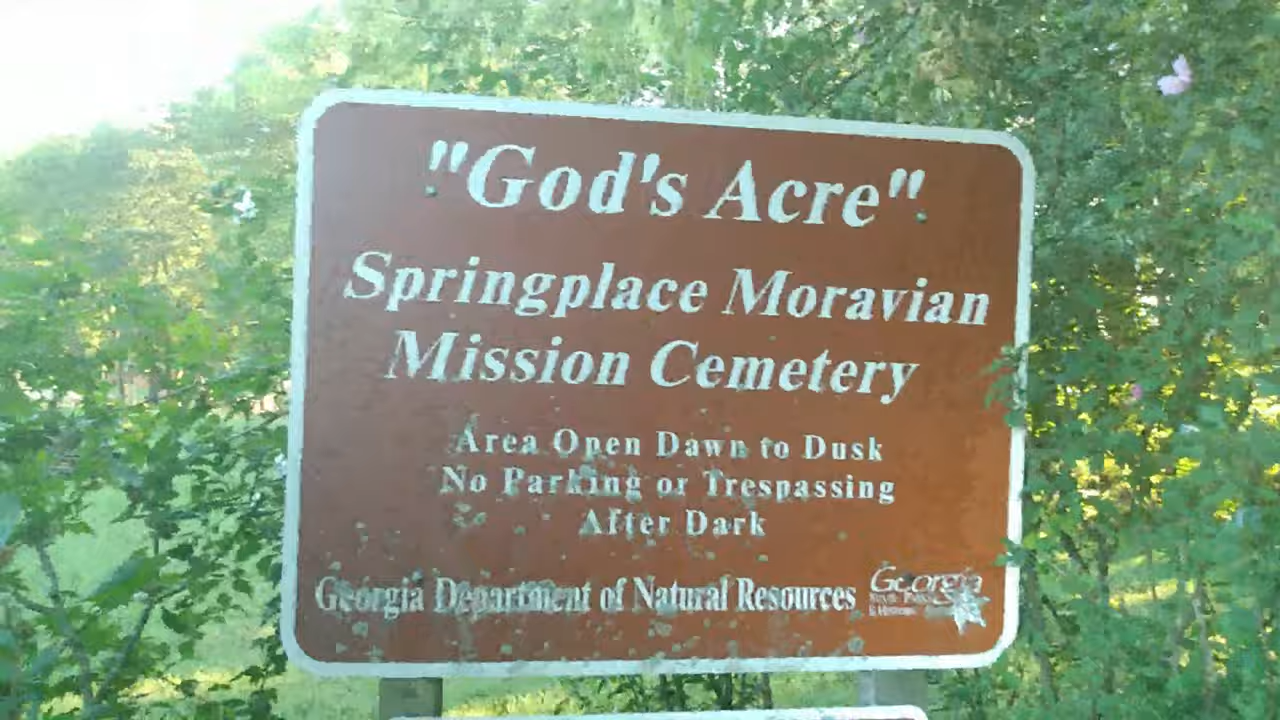 "God's Acre"
Springplace Moravian
Mission Cemetery
Area Open Dawn to Dusk
No Parking or Trespassing
After Dark
Georgia Department of Natural Resources
Georgia